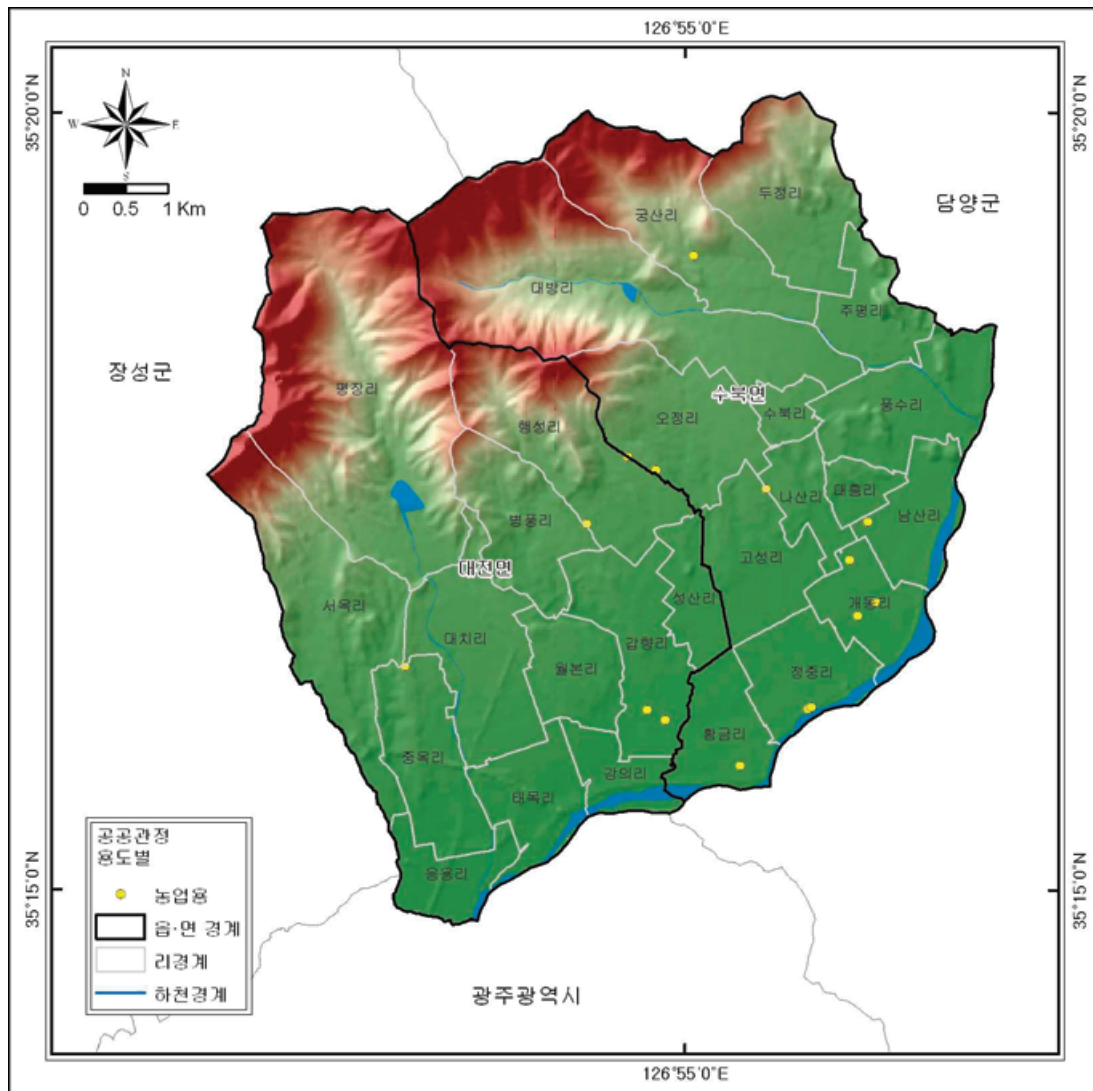 126°55'0"E
35°20'0"N
35°20'0"N
N
W E
S
0 0.5 1 Km
두정리
담양군
궁산리
대방리
주평리
장성군
평장리
수북면
오정리
수북리
풍수리
행성리
나산리
태흥리
남산리
병풍리
고성리
대전면
성산리
개동리
서옥리
대치리
갑향리
월본리
정중리
황금리
중옥리
강의리
태목리
응용리
공공관정
용도별
농업용
읍·면 경계
리경계
하천경계
35°15'0"N
35°15'0"N
광주광역시
126°55'0"E